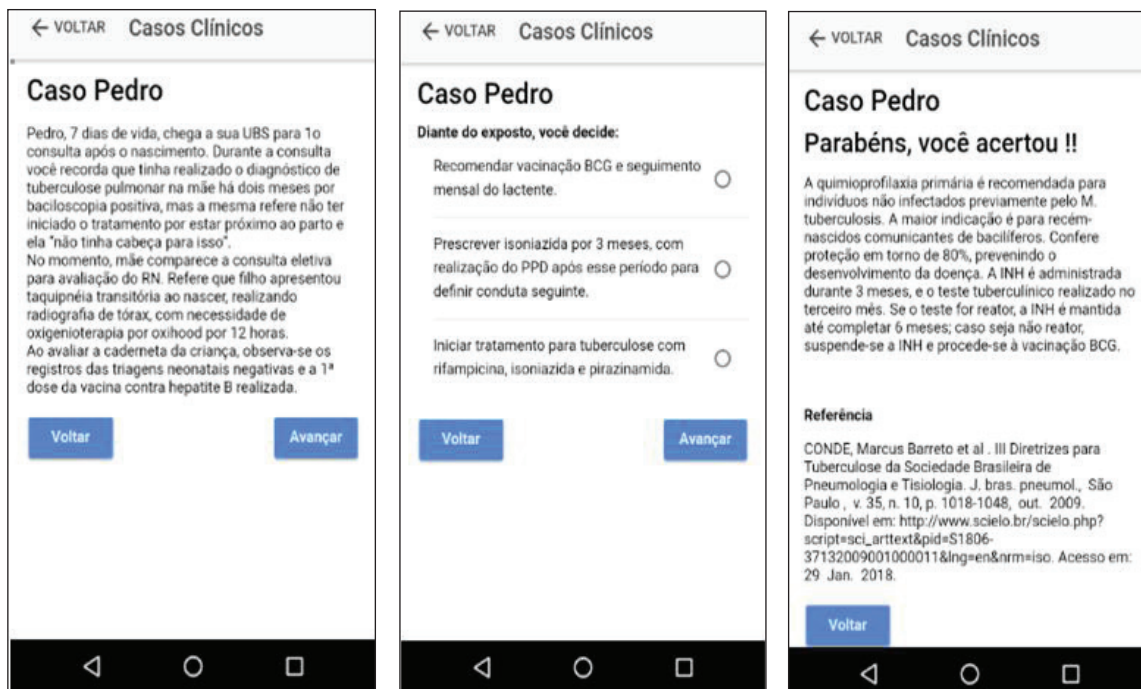 ← VOLTAR Casos Clínicos
Caso Pedro
Pedro, 7 dias de vida, chega a sua UBS para 1o
consulta após o nascimento. Durante a consulta
você recorda que tinha realizado o diagnóstico de
tuberculose pulmonar na mãe há dois meses por
baciloscopia positiva, mas a mesma refere não ter
iniciado o tratamento por estar próximo ao parto e
ela "não tinha cabeça para isso".
No momento, mãe comparece a consulta eletiva
para avaliação do RN. Refere que filho apresentou
taquipnéia transitória ao nascer, realizando
radiografia de tórax, com necessidade de
oxigenioterapia por oxihood por 12 horas.
Ao avaliar a caderneta da criança, observa-se os
registros das triagens neonatais negativas e a 1ª
dose da vacina contra hepatite B realizada.
Voltar Avançar
← VOLTAR Casos Clínicos
Caso Pedro
Diante do exposto, você decide:
Recomendar vacinação BCG e seguimento
mensal do lactente.
Prescrever isoniazida por 3 meses, com
realização do PPD após esse período para
definir conduta seguinte.
Iniciar tratamento para tuberculose com
rifampicina, isoniazida e pirazinamida.
Voltar Avançar
← VOLTAR Casos Clínicos
Caso Pedro
Parabéns, você acertou !!
A quimioprofilaxia primária é recomendada para
indivíduos não infectados previamente pelo M.
tuberculosis. A maior indicação é para recém-
nascidos comunicantes de bacilíferos. Confere
proteção em torno de 80%, prevenindo o
desenvolvimento da doença. A INH é administrada
durante 3 meses, e o teste tuberculínico realizado no
terceiro mês. Se o teste for reator, a INH é mantida
até completar 6 meses; caso seja não reator,
suspende-se a INH e procede-se à vacinação BCG.
Referência
CONDE, Marcus Barreto et al . III Diretrizes para
Tuberculose da Sociedade Brasileira de
Pneumologia e Tisiologia. J. bras. pneumol., São
Paulo , v. 35, n. 10, p. 1018-1048, out. 2009.
Disponível em: http://www.scielo.br/scielo.php?
script=sci_arttext&pid=S1806-
37132009001000011&lng=en&nrm=iso. Acesso em:
29 Jan. 2018.
Voltar